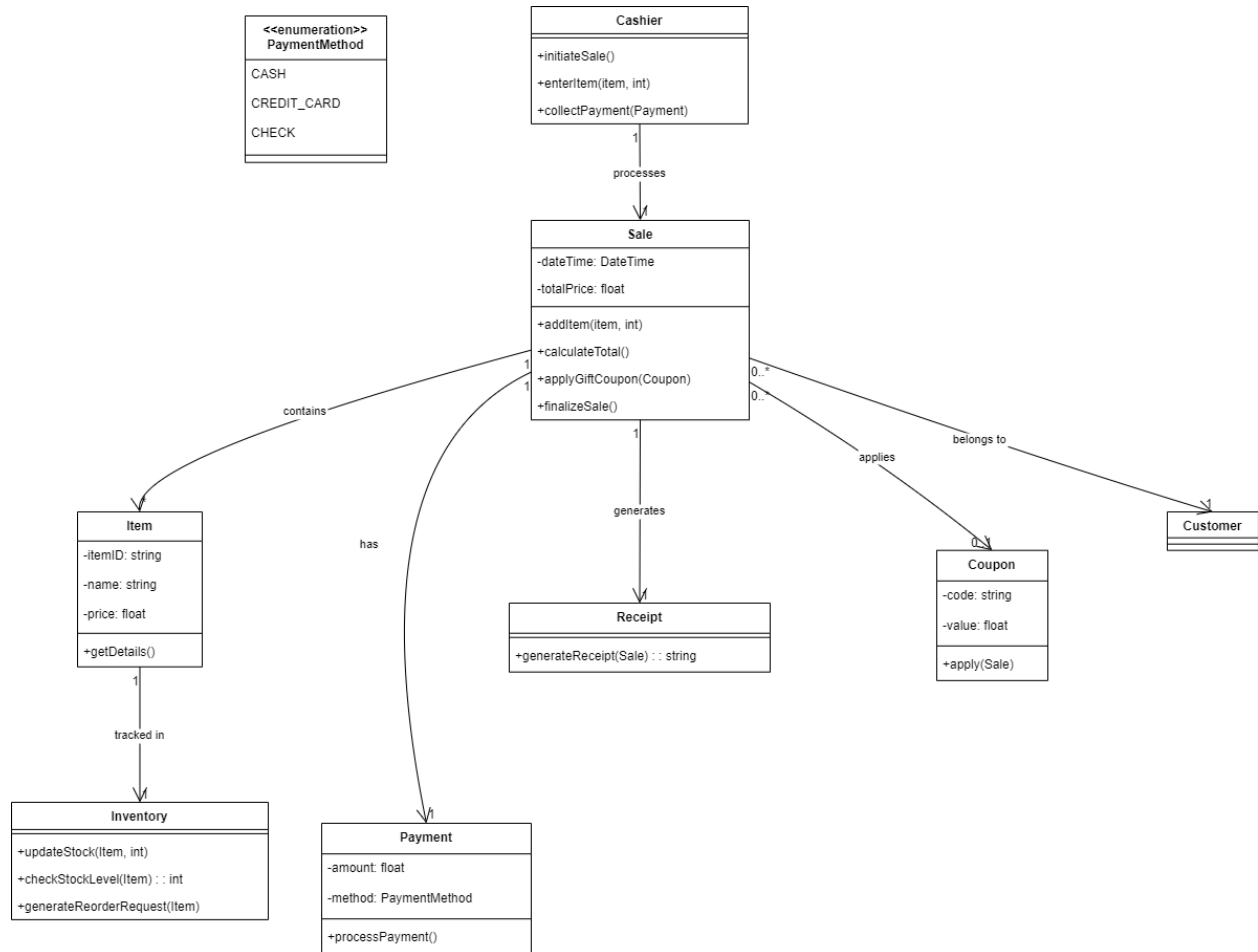 <<enumeration>>
PaymentMethod
CASH
CREDIT_CARD
CHECK
Cashier
+initiateSale()
+enterItem(item, int)
+collectPayment(Payment)
1
processes
1
Sale
-dateTime: DateTime
-totalPrice: float
+addItem(item, int)
+calculateTotal()
+applyGiftCoupon(Coupon)
+finalizeSale()
1
contains
*
Item
-itemID: string
-name: string
-price: float
+getDetails()
1
tracked in
1
Inventory
+updateStock(Item, int)
+checkStockLevel(Item) : : int
+generateReorderRequest(Item)
1
has
1
Payment
-amount: float
-method: PaymentMethod
+processPayment()
1
generates
1
Receipt
+generateReceipt(Sale) : : string
0..*
applies
0..1
Coupon
-code: string
-value: float
+apply(Sale)
0..*
belongs to
1
Customer